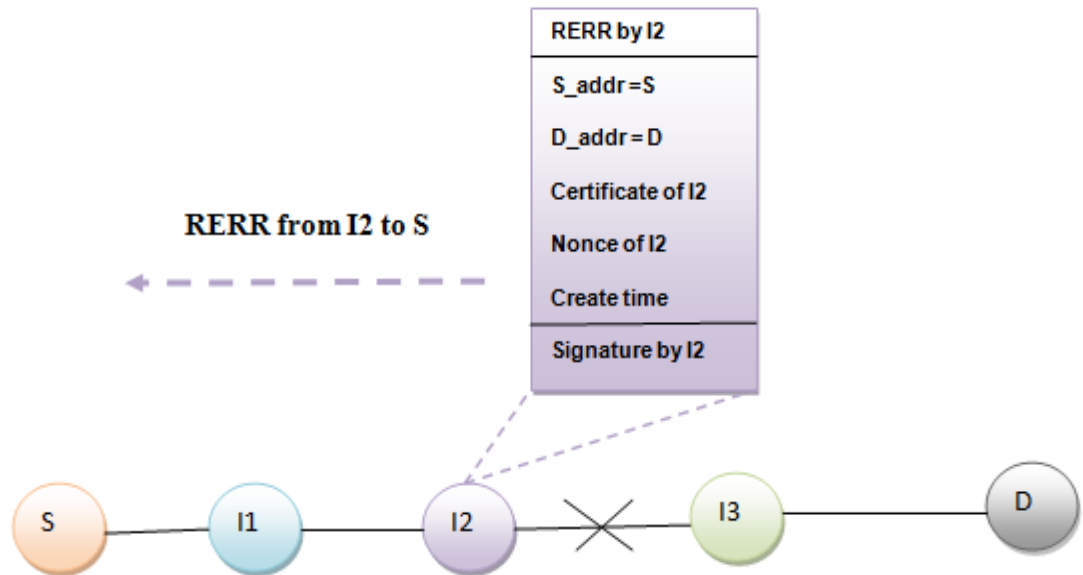 RERR by I2
S_addr=S
D_addr=D
Certificate of I2
Nonce of I2
Create time
Signature by I2
RERR from I2 to S
S
I1
I2
I3
D